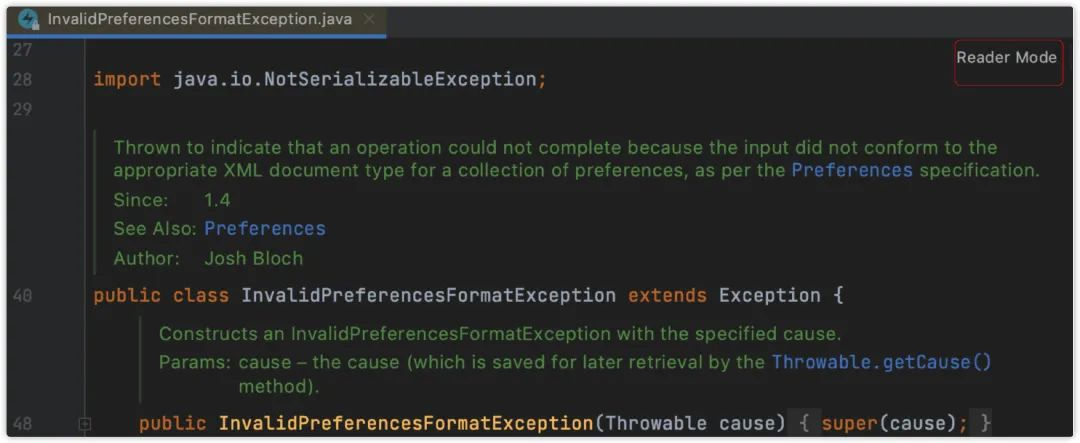 InvalidPreferencesFormatException.java
27
Reader Mode
28 import java.io.NotSerializableException;
29
Thrown to indicate that an operation could not complete because the input did not conform to the
appropriate XML document type for a collection of preferences, as per the Preferences specification.
Since: 1.4
See Also: Preferences
Author: Josh Bloch
40 public class InvalidPreferencesFormatException extends Exception {
Constructs an InvalidPreferencesFormatException with the specified cause.
Params: cause – the cause (which is saved for later retrieval by the Throwable.getCause()
method).
48 public InvalidPreferencesFormatException(Throwable cause) { super(cause); }